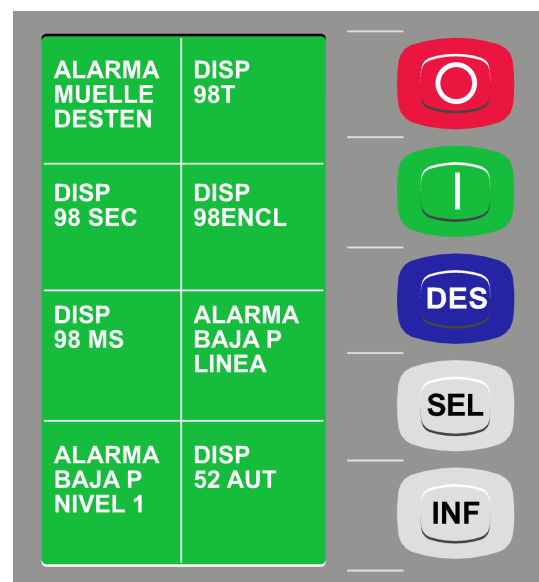 ALARMA
MUELLE
DESTEN
DISP
98T
DISP
98 SEC
DISP
98ENCL
DISP
98 MS
ALARMA
BAJA P
LINEA
ALARMA
BAJA P
NIVEL 1
DISP
52 AUT
DES
SEL
INF